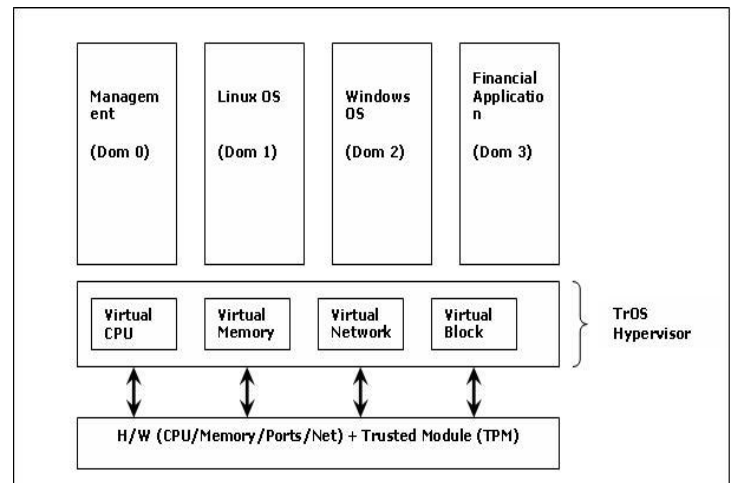 Managem
ent
(Dom 0)
Linux OS
(Dom 1)
Windows
OS
(Dom 2)
Financial
Applicatio
n
(Dom 3)
Virtual
CPU
Virtual
Memory
Virtual
Network
Virtual
Block
TrOS
Hypervisor
H/W (CPU/Memory/Ports/Net) + Trusted Module (TPM)